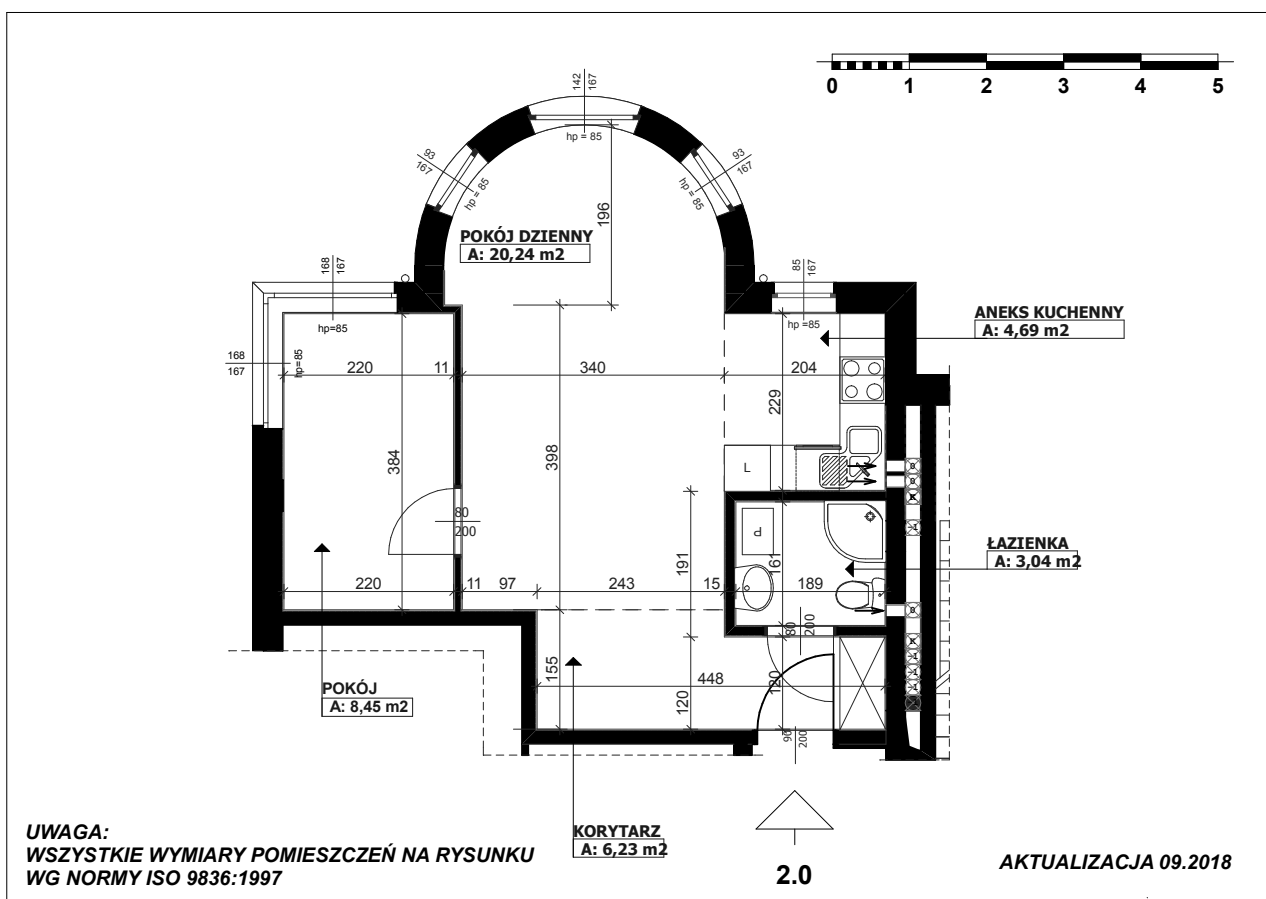 0 1 2 3 4 5
142
167
hp = 85
93
167
hp = 85
93
167
hp = 85
196
POKÓJ DZIENNY
A: 20,24 m2
168
167
hp=85
85
167
hp=85
ANEKS KUCHENNY
A: 4,69 m2
168
167
hp=85
220 11 340 204
229
384
398
L
80
200
P
191
161
ŁAZIENKA
A: 3,04 m2
220 11 97 243 15 189
80
200
155
448
120
120
90
200
POKÓJ
A: 8,45 m2
KORYTARZ
A: 6,23 m2
UWAGA:
WSZYSTKIE WYMIARY POMIESZCZEŃ NA RYSUNKU
WG NORMY ISO 9836:1997
2.0
AKTUALIZACJA 09.2018